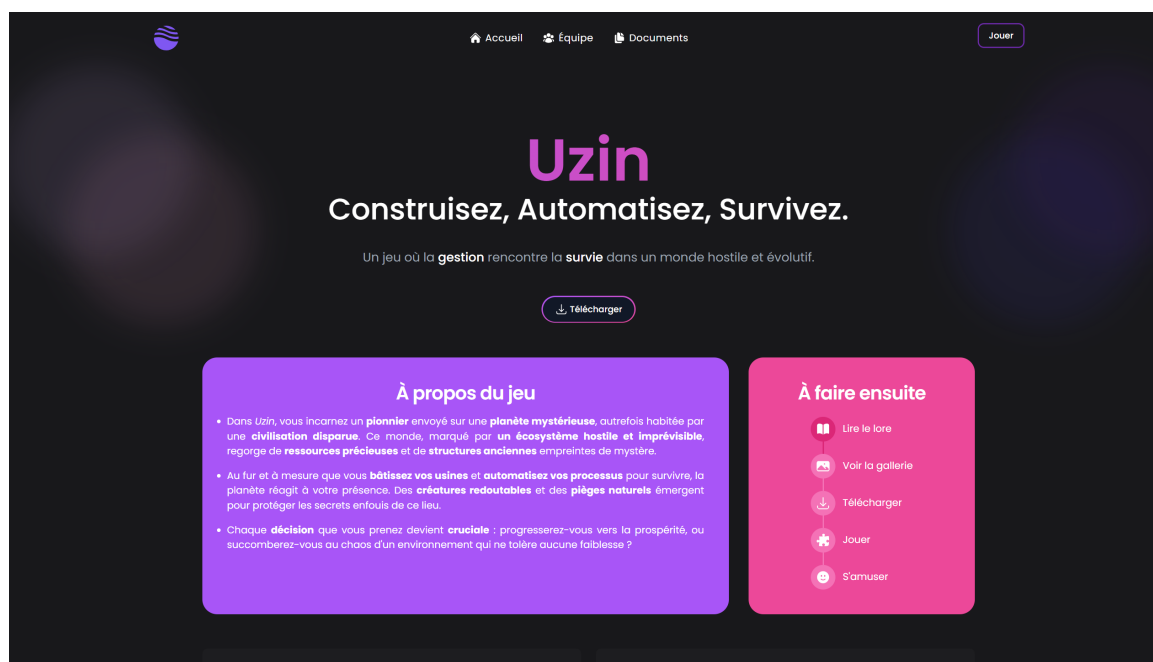 Accueil Équipe Documents Jouer
Uzin
Construisez, Automatisez, Survivez.
Un jeu où la gestion rencontre la survie dans un monde hostile et évolutif.
Télécharger
À propos du jeu
• Dans Uzin, vous incarnez un pionnier envoyé sur une planète mystérieuse, autrefois habitée par
une civilisation disparue. Ce monde, marqué par un écosystème hostile et imprévisible,
regorge de ressources précieuses et de structures anciennes empreintes de mystère.
• Au fur et à mesure que vous bâtissez vos usines et automatisez vos processus pour survivre, la
planète réagit à votre présence. Des créatures redoutables et des pièges naturels émergent
pour protéger les secrets enfouis de ce lieu.
• Chaque décision que vous prenez devient cruciale : progresserez-vous vers la prospérité, ou
succomberez-vous au chaos d'un environnement qui ne tolère aucune faiblesse ?
À faire ensuite
Lire le lore
Voir la gallerie
Télécharger
Jouer
S'amuser